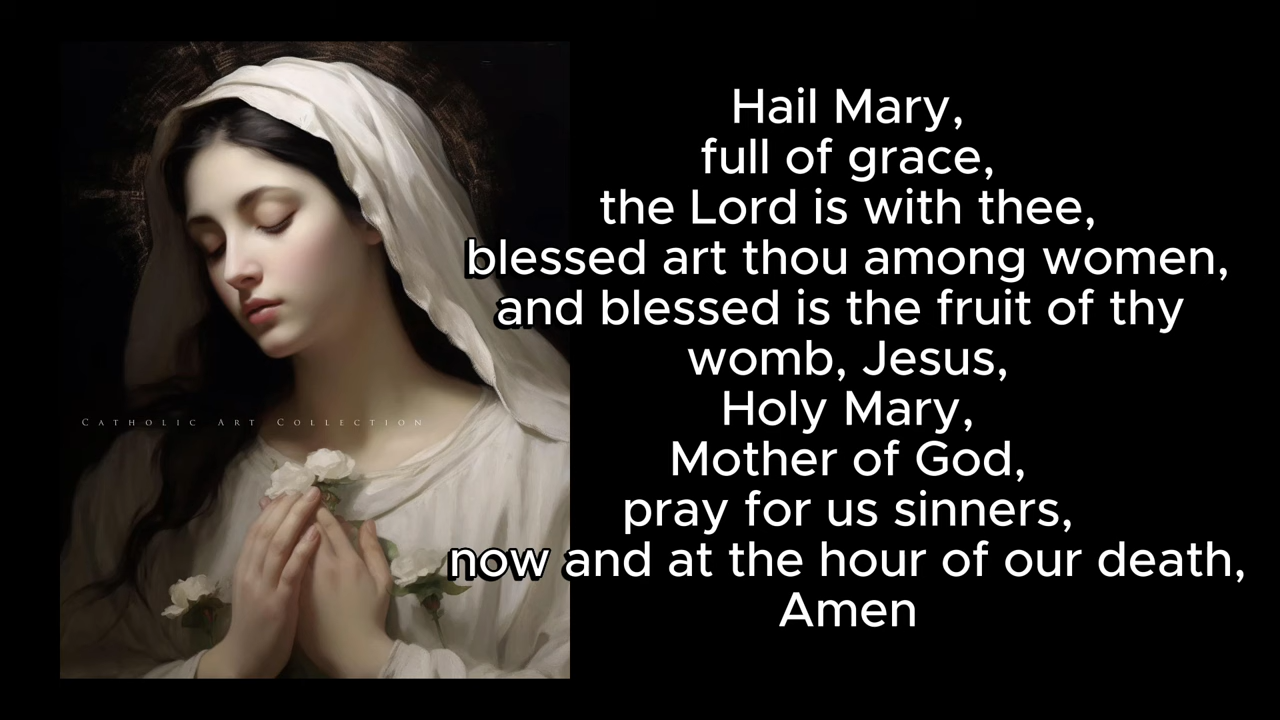 Hail Mary,
full of grace,
the Lord is with thee,
blessed art thou among women,
and blessed is the fruit of thy
womb, Jesus,
Holy Mary,
Mother of God,
pray for us sinners,
now and at the hour of our death,
Amen
Catholic Art Collection